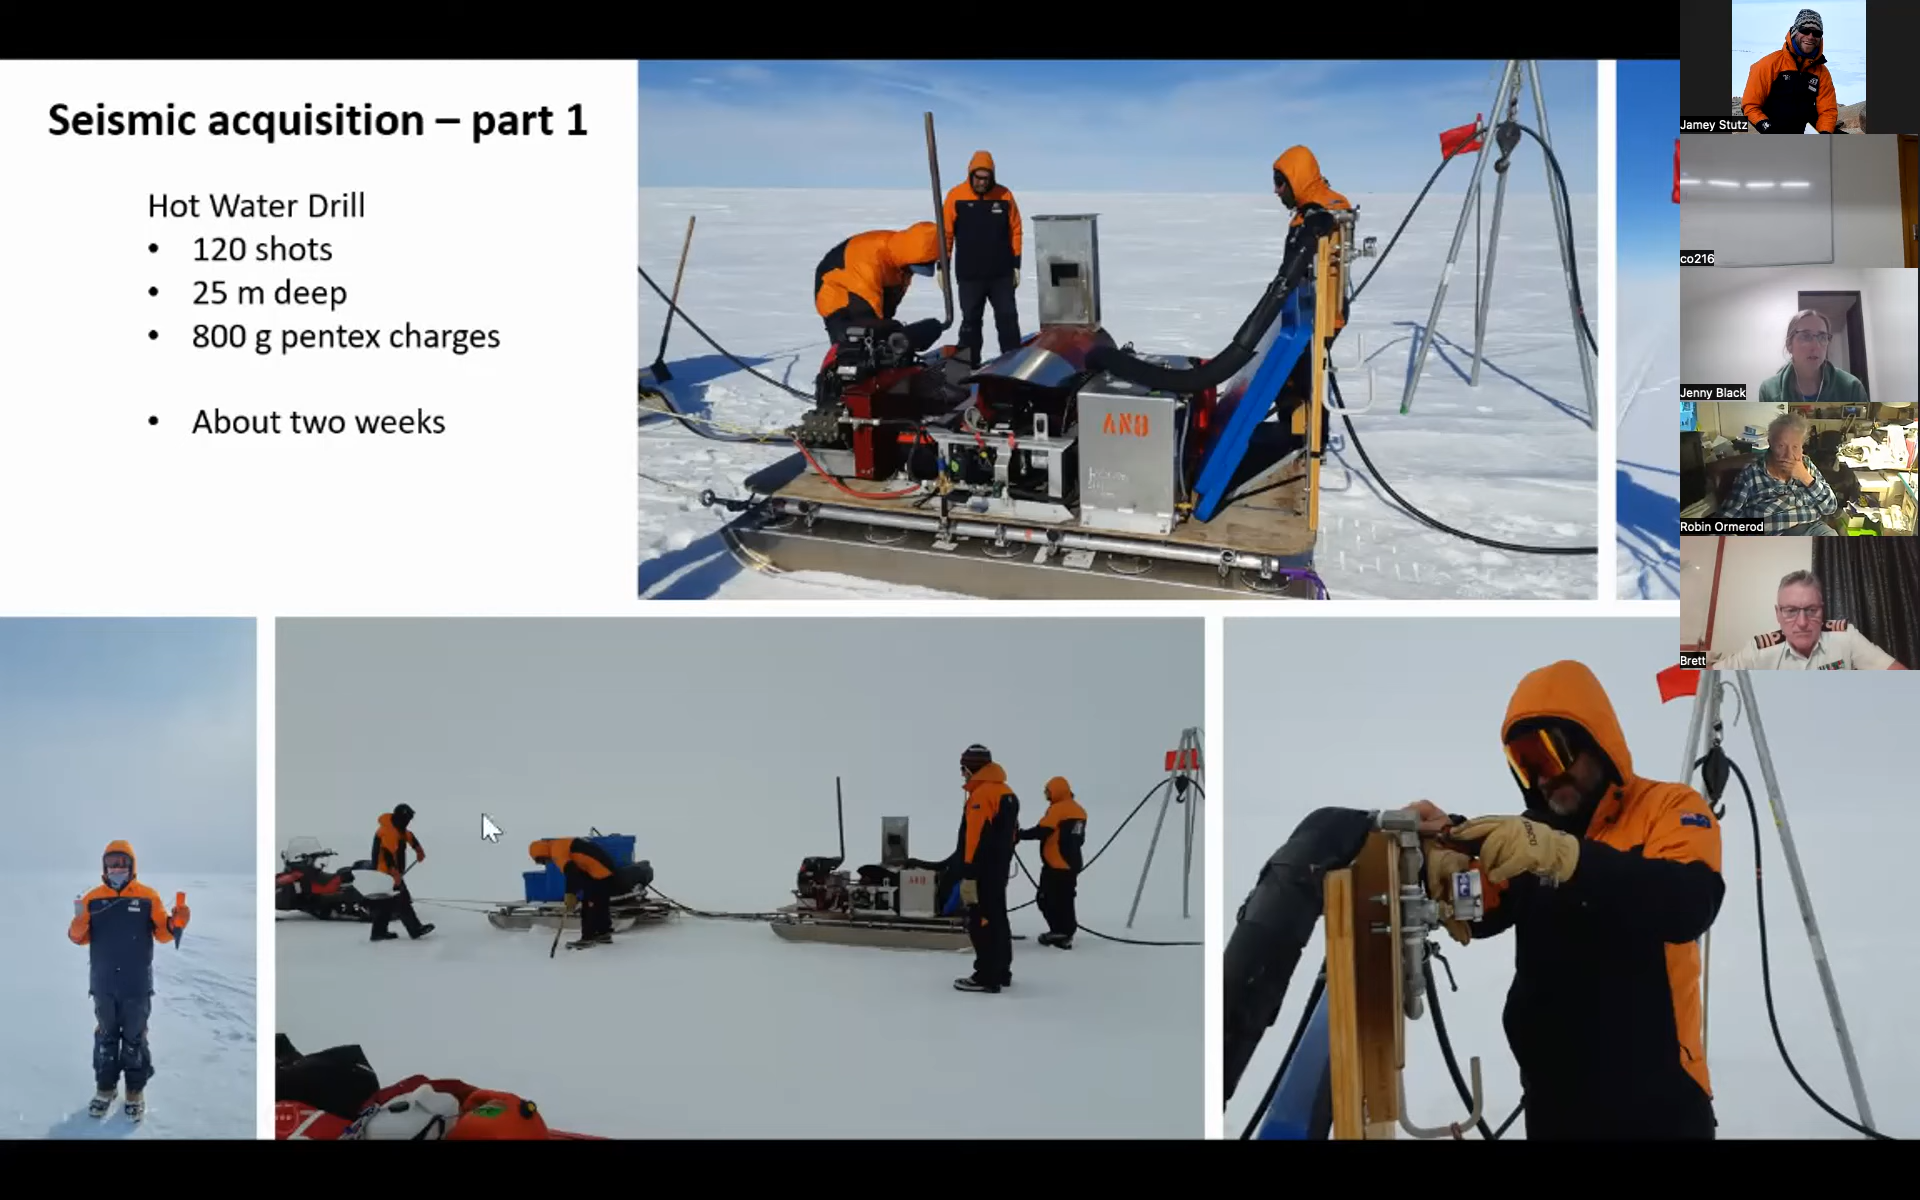 Seismic acquisition – part 1
Hot Water Drill
• 120 shots
• 25 m deep
• 800 g pentex charges
• About two weeks
ANB
Jamey Stutz
co216
Jenny Black
Robin Ormerod
Brett